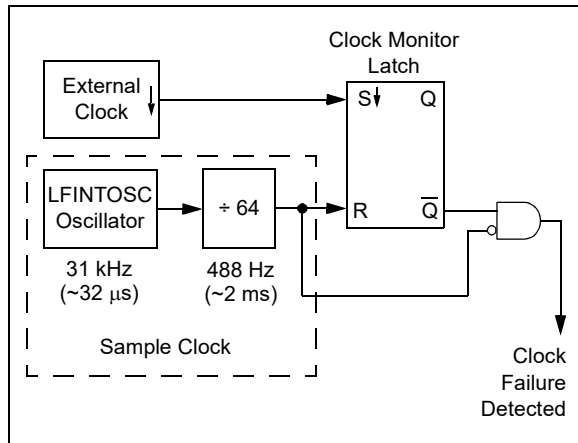 Clock Monitor
Latch
External
Clock
S
Q
LFINTOSC
Oscillator
÷ 64
R
Q̅
31 kHz
(~32 μs)
488 Hz
(~2 ms)
Sample Clock
Clock
Failure
Detected